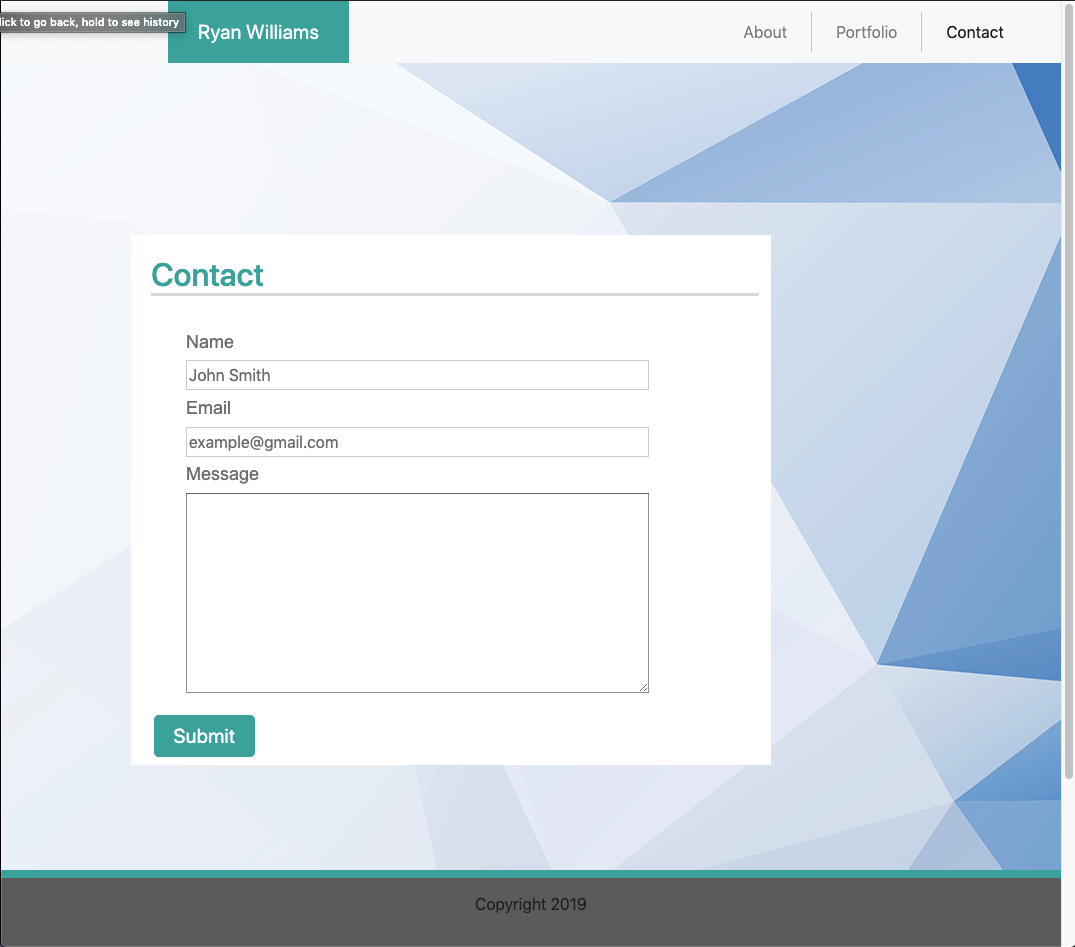 lick to go back, hold to see history
Ryan Williams
About
Portfolio
Contact
Contact
Name
John Smith
Email
example@gmail.com
Message
Submit
Copyright 2019